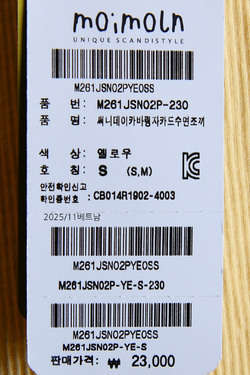 moimoln
UNIQUE SCANDISTYLE
M261JSN02PYE0SS
품 번: M261JSN02P-230
품 명: 써니데이카바륌자카드수면조끼
색 상: 옐로우
호 칭: S (S,M)
안전확인신고
확인증번호 : CB014R1902-4003
2025/11베트남
M261JSN02PYE0SS
M261JSN02P-YE-S-230
M261JSN02PYE0SS
M261JSN02P-YE-S
판매가격: ₩ 23,000